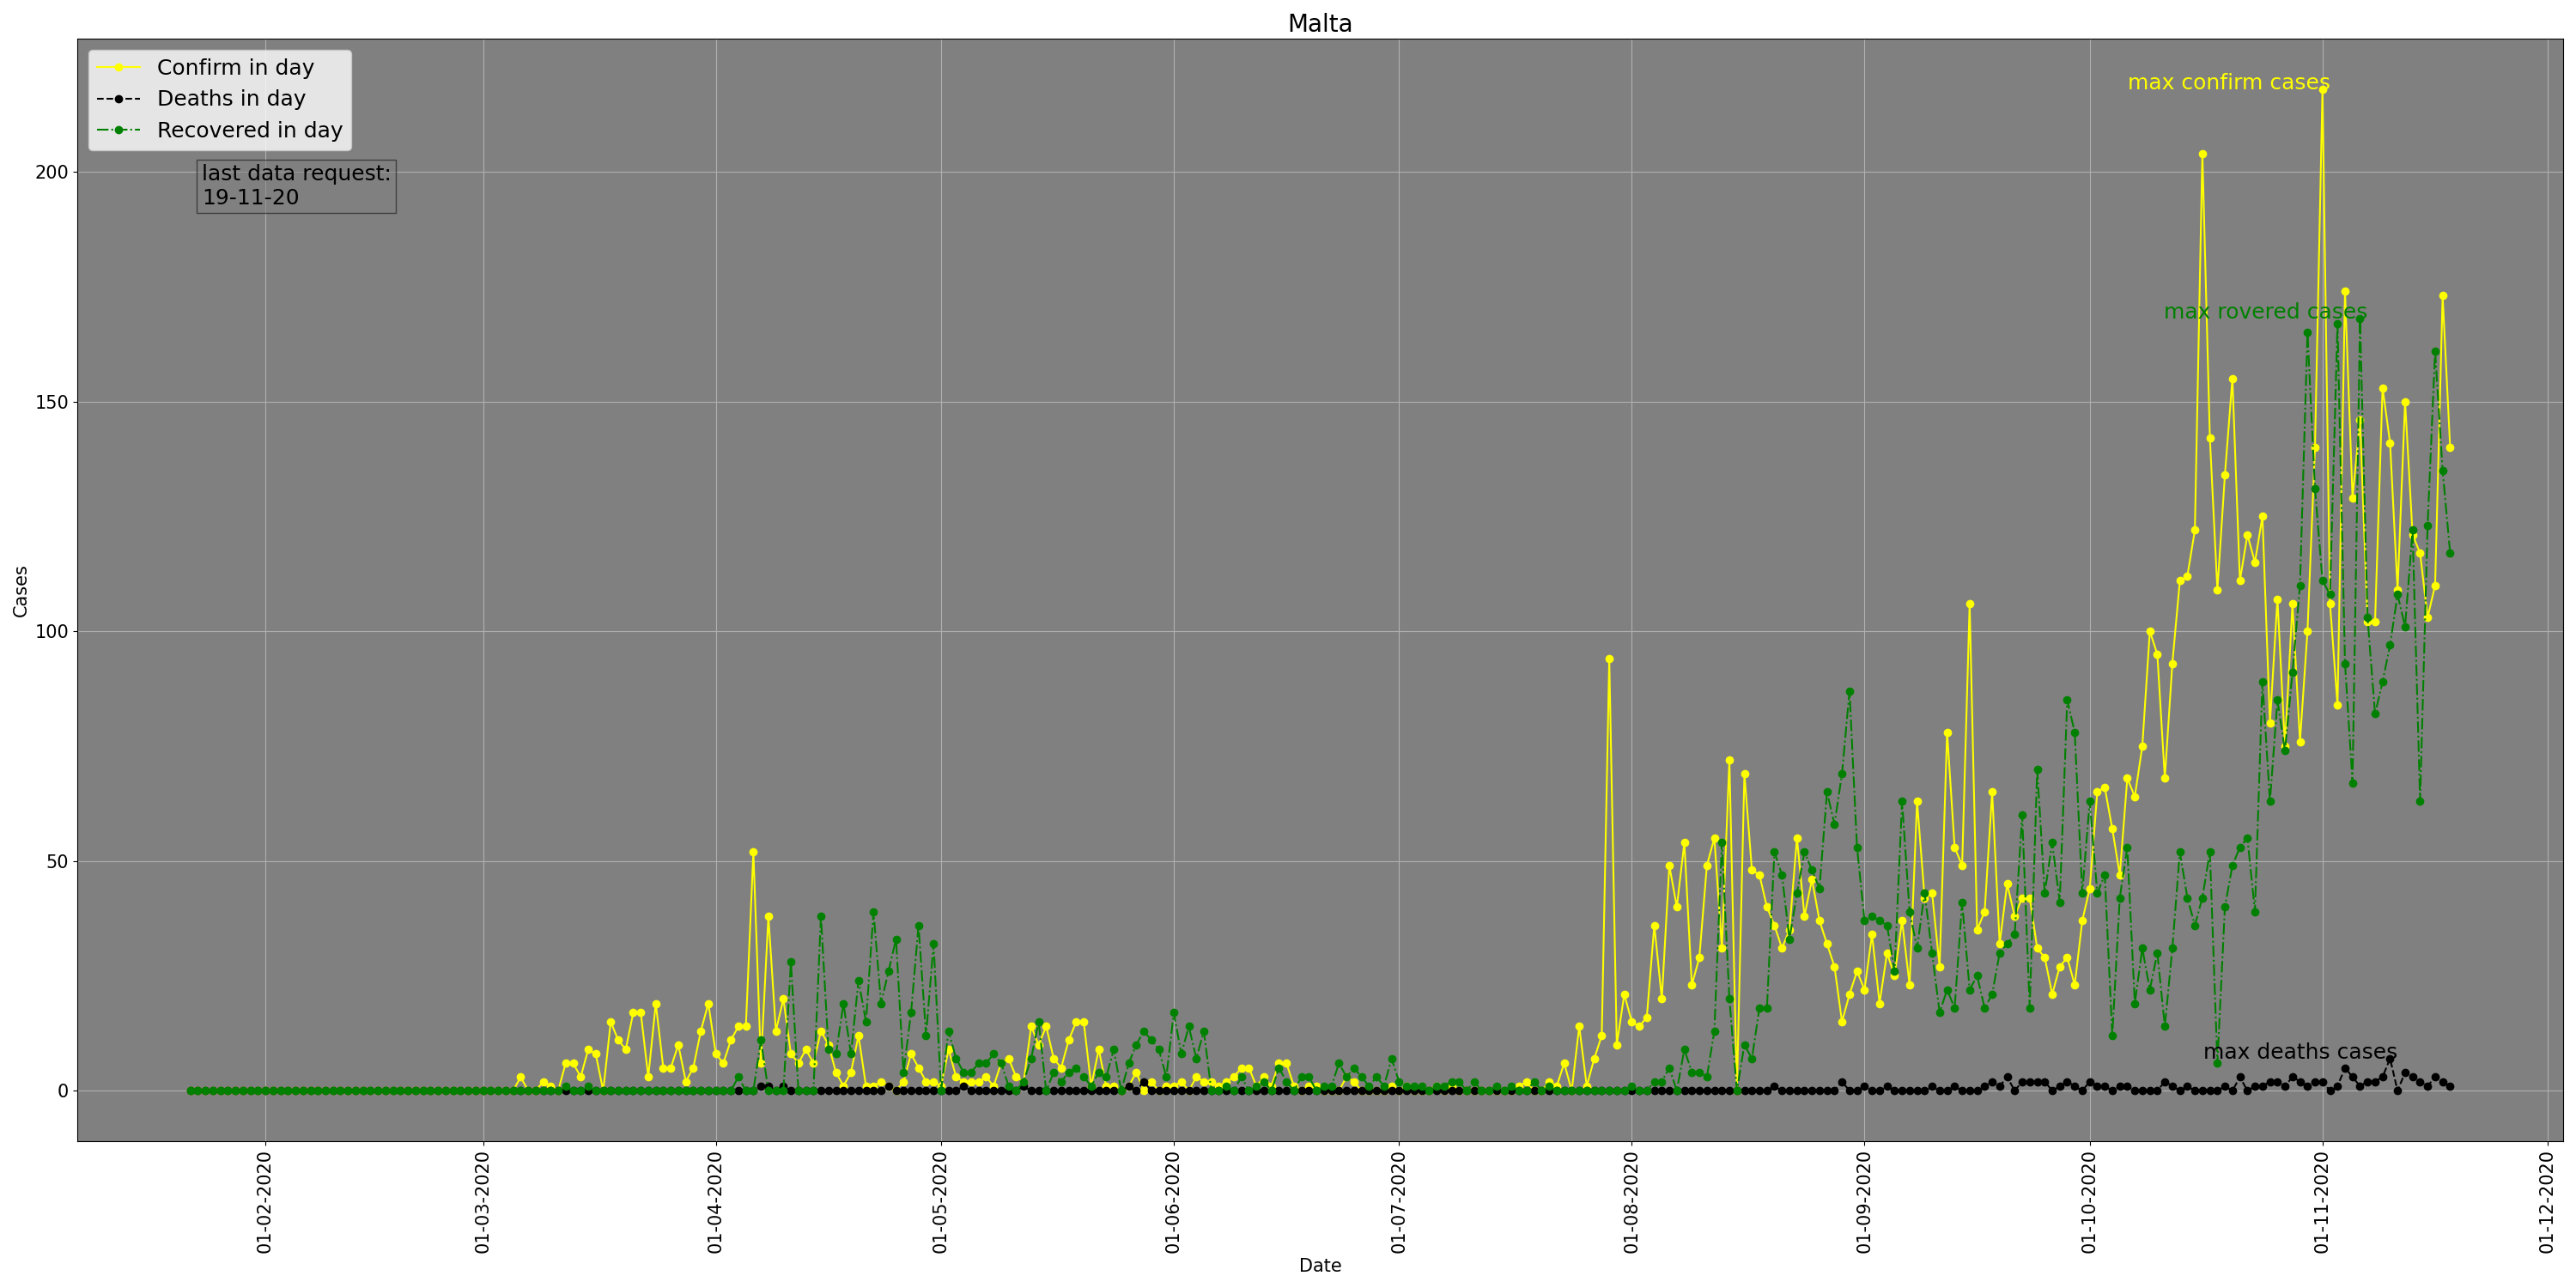 Malta
Confirm in day
Deaths in day
Recovered in day
last data request:
19-11-20
max confirm cases
max rovered cases
max deaths cases
Cases
200
150
100
50
0
01-02-2020
01-03-2020
01-04-2020
01-05-2020
01-06-2020
01-07-2020
01-08-2020
01-09-2020
01-10-2020
01-11-2020
01-12-2020
Date